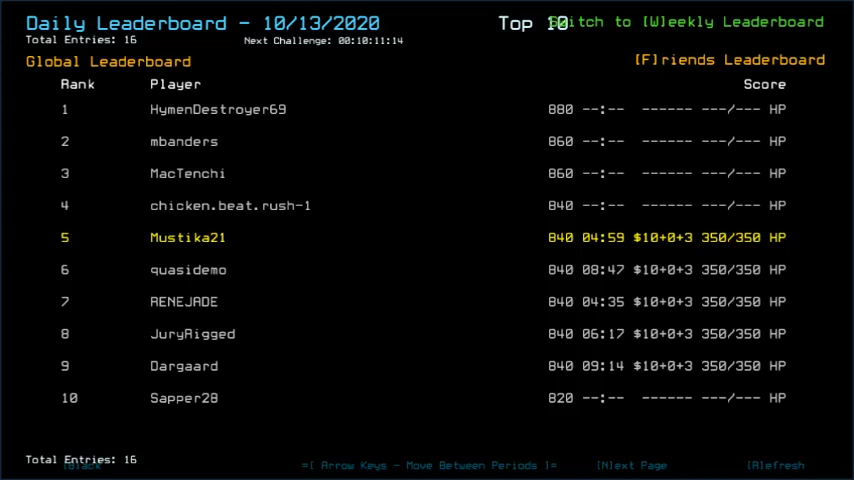 Daily Leaderboard - 10/13/2020
Top 10
Switch to [W]eekly Leaderboard
Total Entries: 16
Next Challenge: 00:10:11:14
Global Leaderboard
[F]riends Leaderboard
Rank Player Score
1 HymenDestroyer69 880 --:-- ------ ---/--- HP
2 mbanders 860 --:-- ------ ---/--- HP
3 MacTenchi 860 --:-- ------ ---/--- HP
4 chicken.beat.rush-1 840 --:-- ------ ---/--- HP
5 Mustika21 840 04:59 $10+0+3 350/350 HP
6 quasidemo 840 08:47 $10+0+3 350/350 HP
7 RENEJADE 840 04:35 $10+0+3 350/350 HP
8 JuryRigged 840 06:17 $10+0+3 350/350 HP
9 Dargaard 840 09:14 $10+0+3 350/350 HP
10 Sapper28 820 --:-- ------ ---/--- HP
Total Entries: 16
[B]ack =[ Arrow Keys - Move Between Periods ]= [N]ext Page [R]efresh